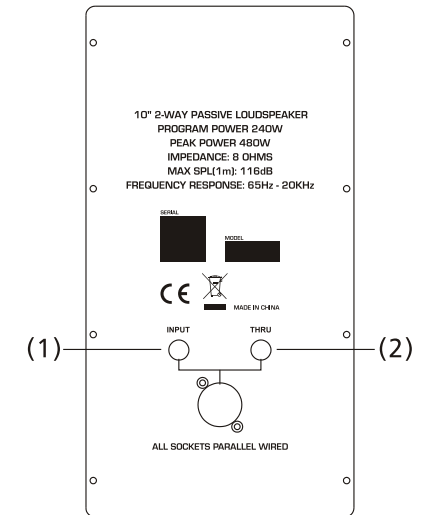 10" 2-WAY PASSIVE LOUDSPEAKER
PROGRAM POWER 240W
PEAK POWER 480W
IMPEDANCE: 8 OHMS
MAX SPL(1m): 116dB
FREQUENCY RESPONSE: 65Hz - 20KHz
SERIAL
MODEL
CE
MADE IN CHINA
INPUT THRU
(1) (2)
ALL SOCKETS PARALLEL WIRED